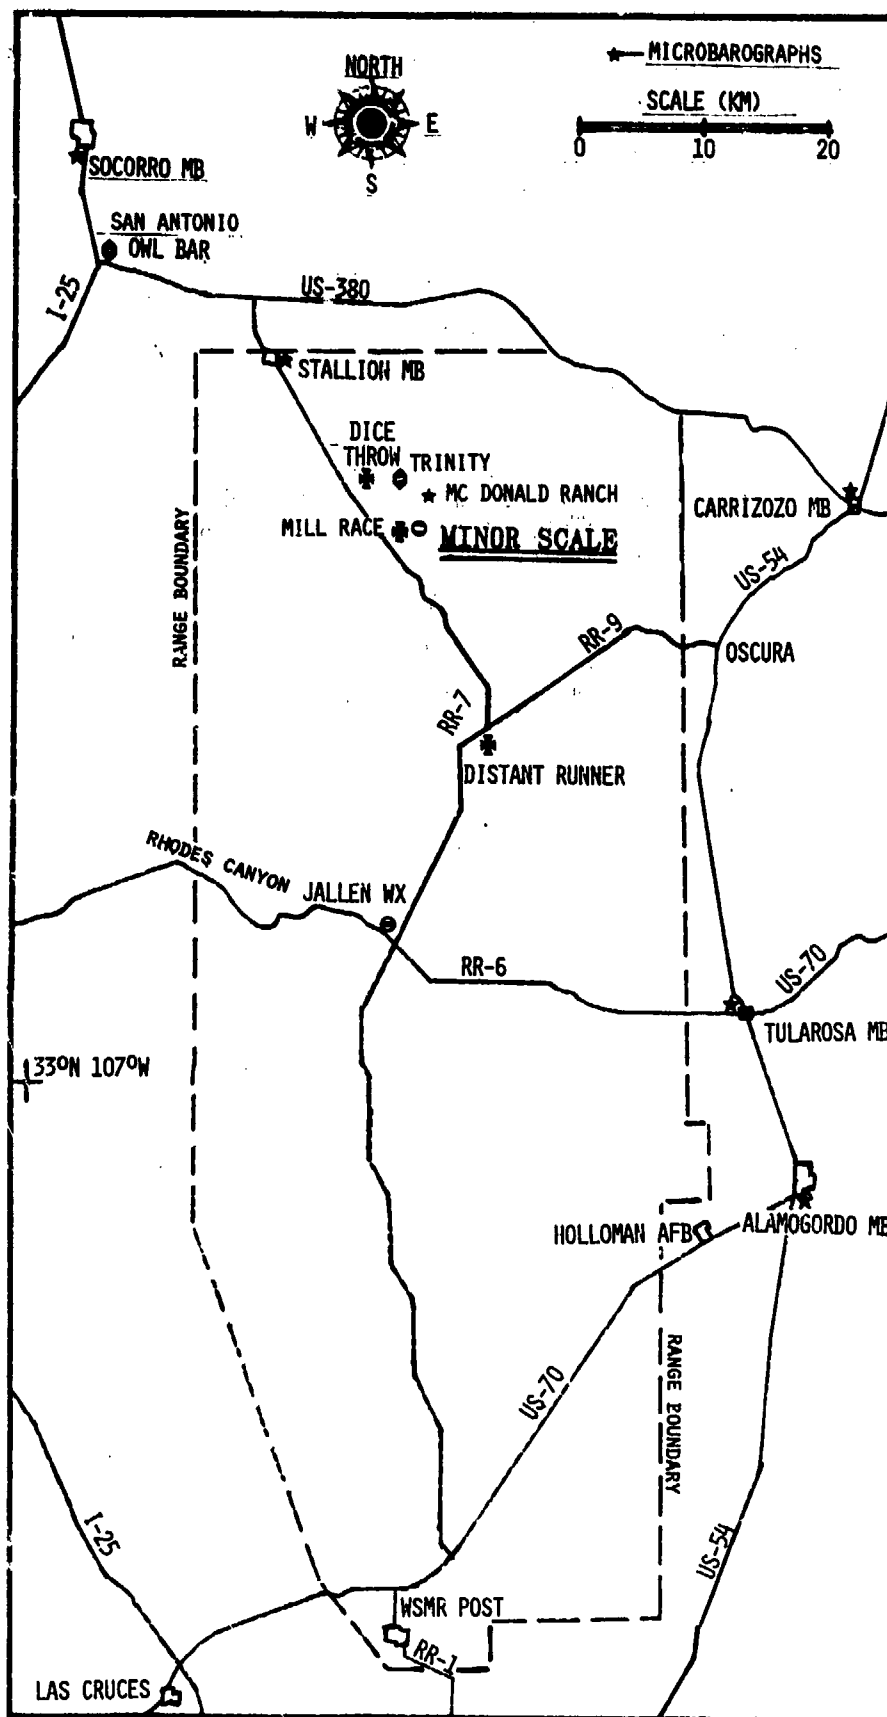 NORTH
W
E
S
MICROBAROGRAPHS
SCALE (KM)
0 10 20
SOCORRO MB
SAN ANTONIO
OWL BAR
I-25
US-380
STALLION MB
DICE
THROW
TRINITY
MC DONALD RANCH
MILL RACE
MINOR SCALE
CARRIZOZO MB
US-54
RANGE BOUNDARY
RR-9
OSCURA
RR-7
DISTANT RUNNER
RHODES CANYON
JALLEN WX
RR-6
US-70
TULAROSA MB
33ON 107OW
HOLLOMAN AFB
ALAMOGORDO MB
RANGE BOUNDARY
US-70
I-25
US-54
WSMR POST
RR-1
LAS CRUCES